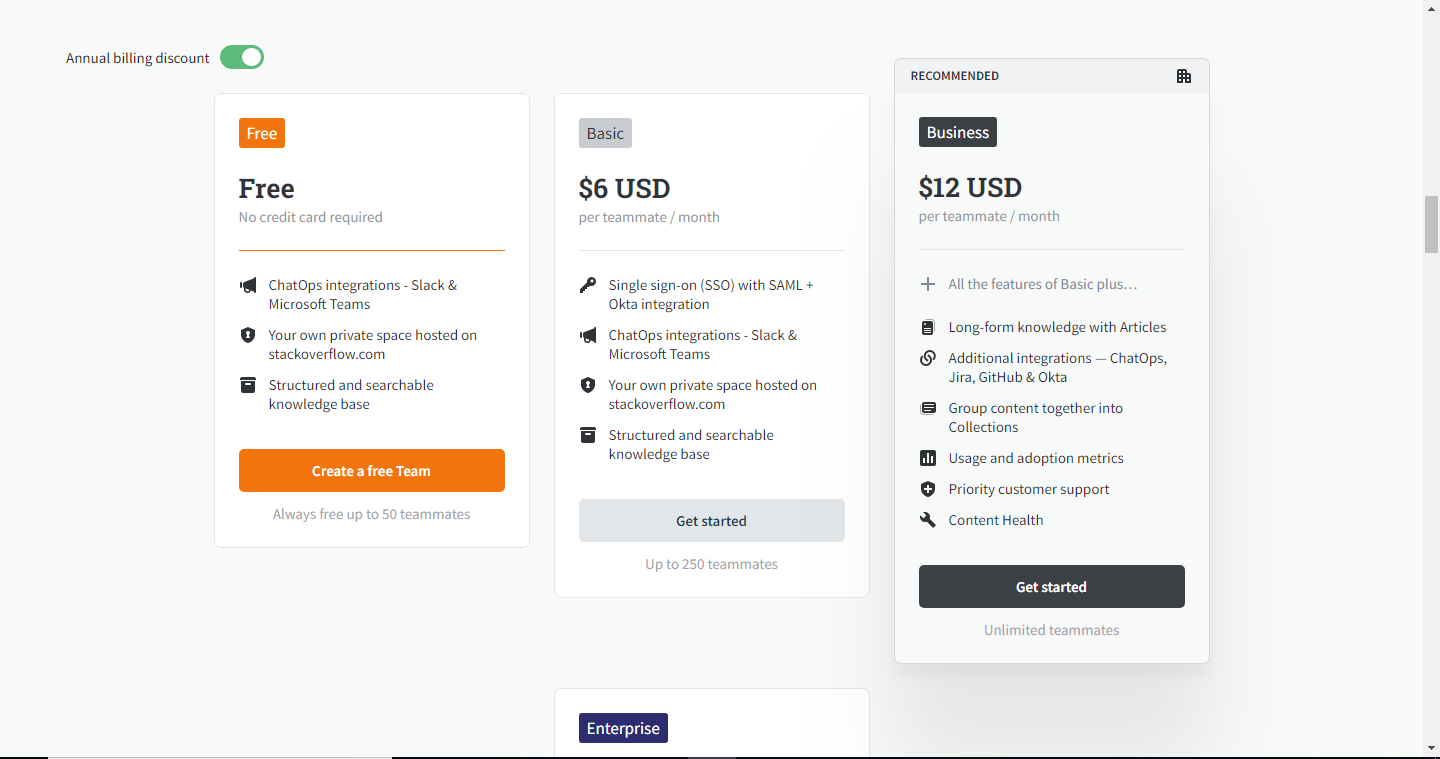 Annual billing discount
Free
Free
No credit card required
ChatOps integrations - Slack &
Microsoft Teams
Your own private space hosted on
stackoverflow.com
Structured and searchable
knowledge base
Create a free Team
Always free up to 50 teammates
Basic
$6 USD
per teammate / month
Single sign-on (SSO) with SAML +
Okta integration
ChatOps integrations - Slack &
Microsoft Teams
Your own private space hosted on
stackoverflow.com
Structured and searchable
knowledge base
Get started
Up to 250 teammates
RECOMMENDED
Business
$12 USD
per teammate / month
All the features of Basic plus…
Long-form knowledge with Articles
Additional integrations — ChatOps,
Jira, GitHub & Okta
Group content together into
Collections
Usage and adoption metrics
Priority customer support
Content Health
Get started
Unlimited teammates
Enterprise